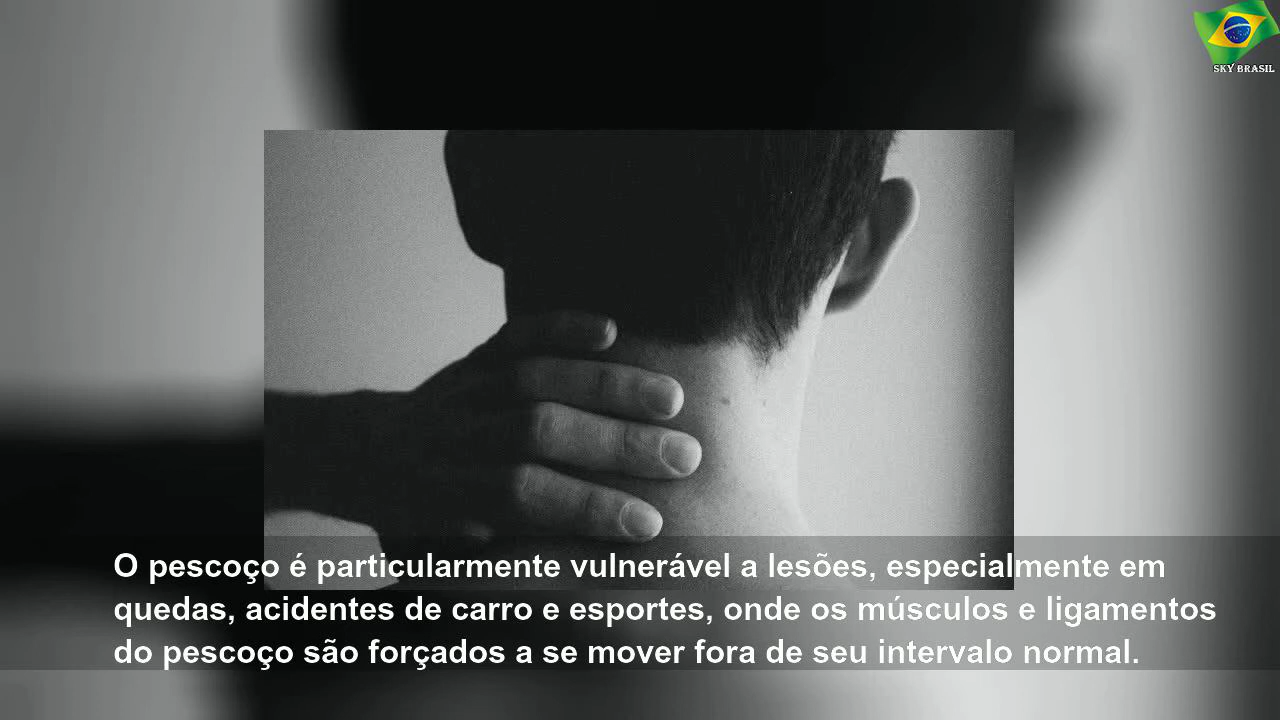 SKY BRASIL
O pescoço é particularmente vulnerável a lesões, especialmente em
quedas, acidentes de carro e esportes, onde os músculos e ligamentos
do pescoço são forçados a se mover fora de seu intervalo normal.